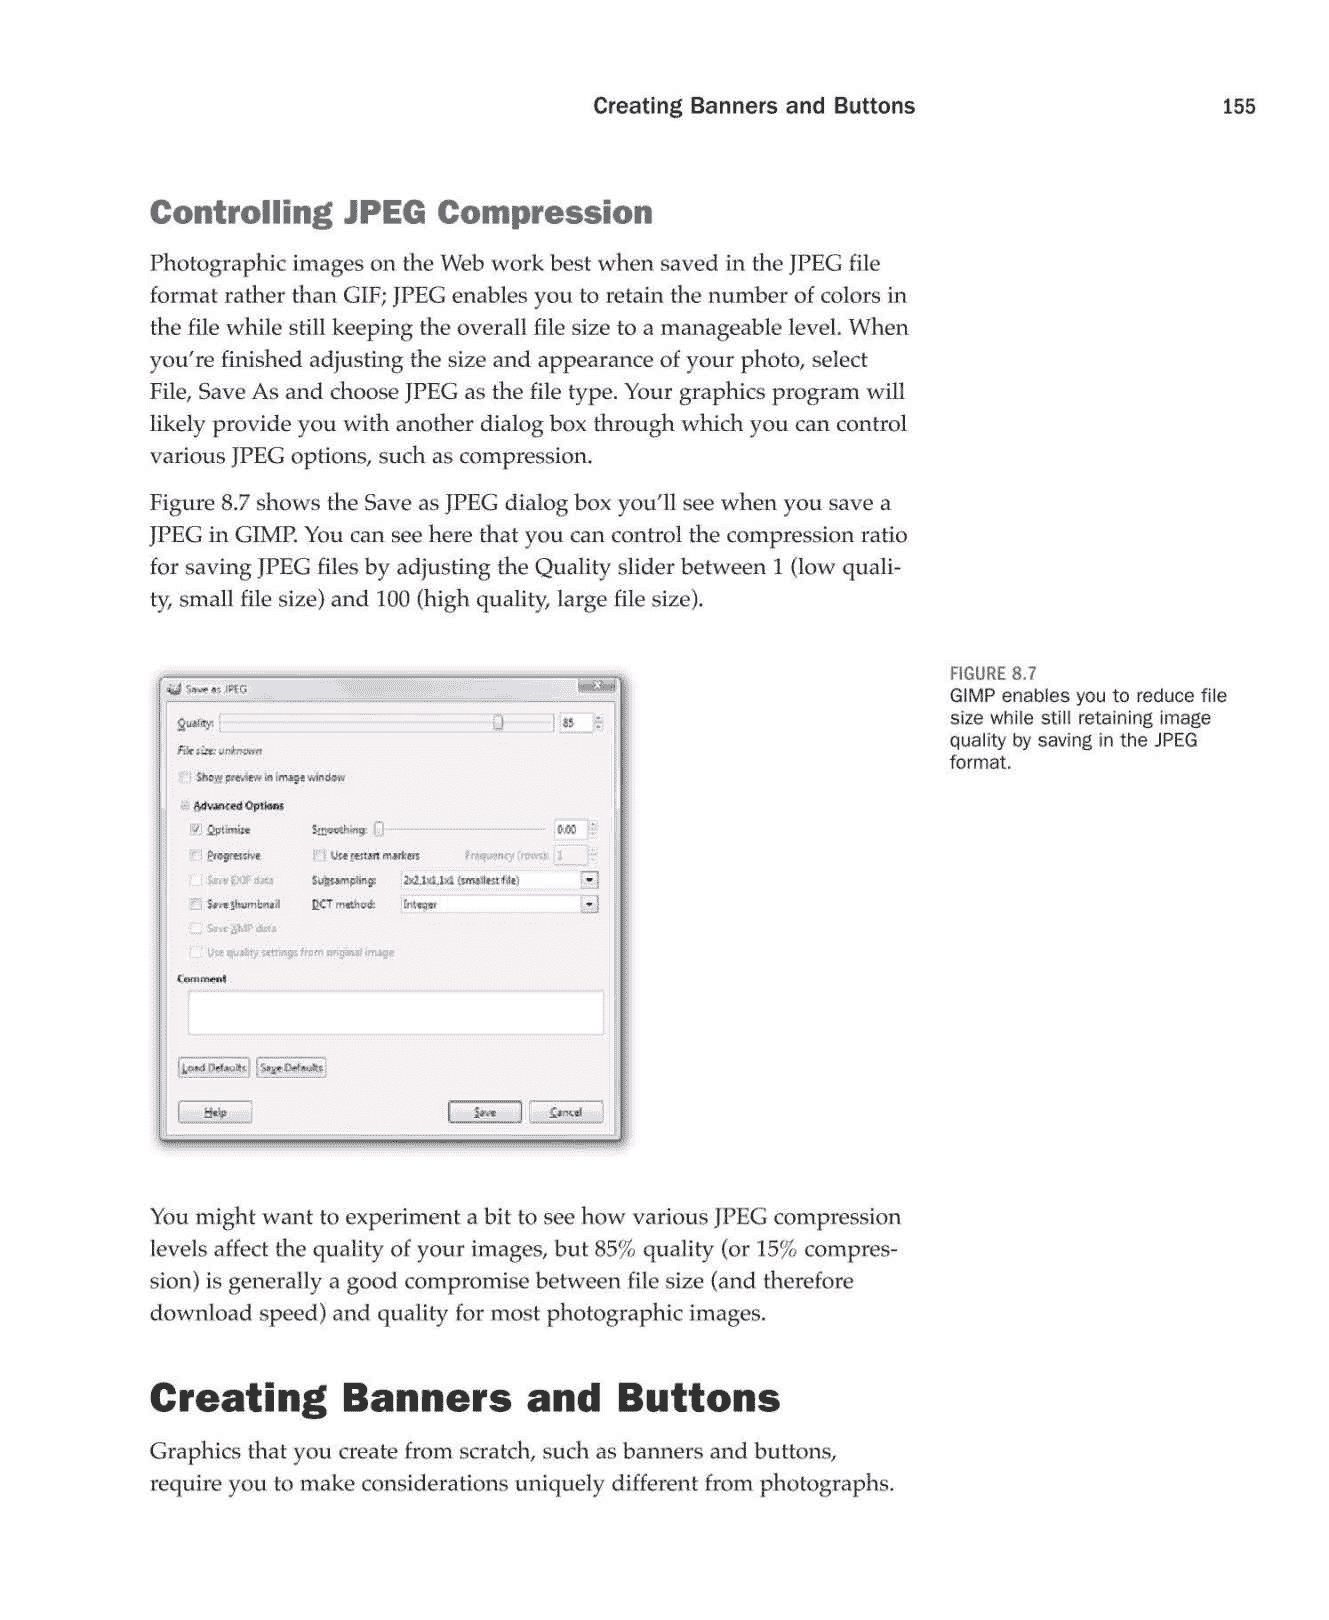 Creating Banners and Buttons 155
Controlling JPEG Compression
Photographic images on the Web work best when saved in the JPEG file
format rather than GIF; JPEG enables you to retain the number of colors in
the file while still keeping the overall file size to a manageable level. When
you're finished adjusting the size and appearance of your photo, select
File, Save As and choose JPEG as the file type. Your graphics program will
likely provide you with another dialog box through which you can control
various JPEG options, such as compression.
Figure 8.7 shows the Save as JPEG dialog box you'll see when you save a
JPEG in GIMP. You can see here that you can control the compression ratio
for saving JPEG files by adjusting the Quality slider between 1 (low quali-
ty, small file size) and 100 (high quality, large file size).
Save as JPEG
Quality: 85
File size: unknown
Show preview in image window
Advanced Options
Optimize Smoothing: 0.00
Progressive Use restart markers Frequency (rows): 1
Save EXIF data Subsampling: 2x2,1x1,1x1 (smallest file)
Save thumbnail DCT method: Integer
Save XMP data
Use quality settings from original image
Comment
Load Defaults Save Defaults
Help Save Cancel
FIGURE 8.7
GIMP enables you to reduce file
size while still retaining image
quality by saving in the JPEG
format.
You might want to experiment a bit to see how various JPEG compression
levels affect the quality of your images, but 85% quality (or 15% compres-
sion) is generally a good compromise between file size (and therefore
download speed) and quality for most photographic images.
Creating Banners and Buttons
Graphics that you create from scratch, such as banners and buttons,
require you to make considerations uniquely different from photographs.